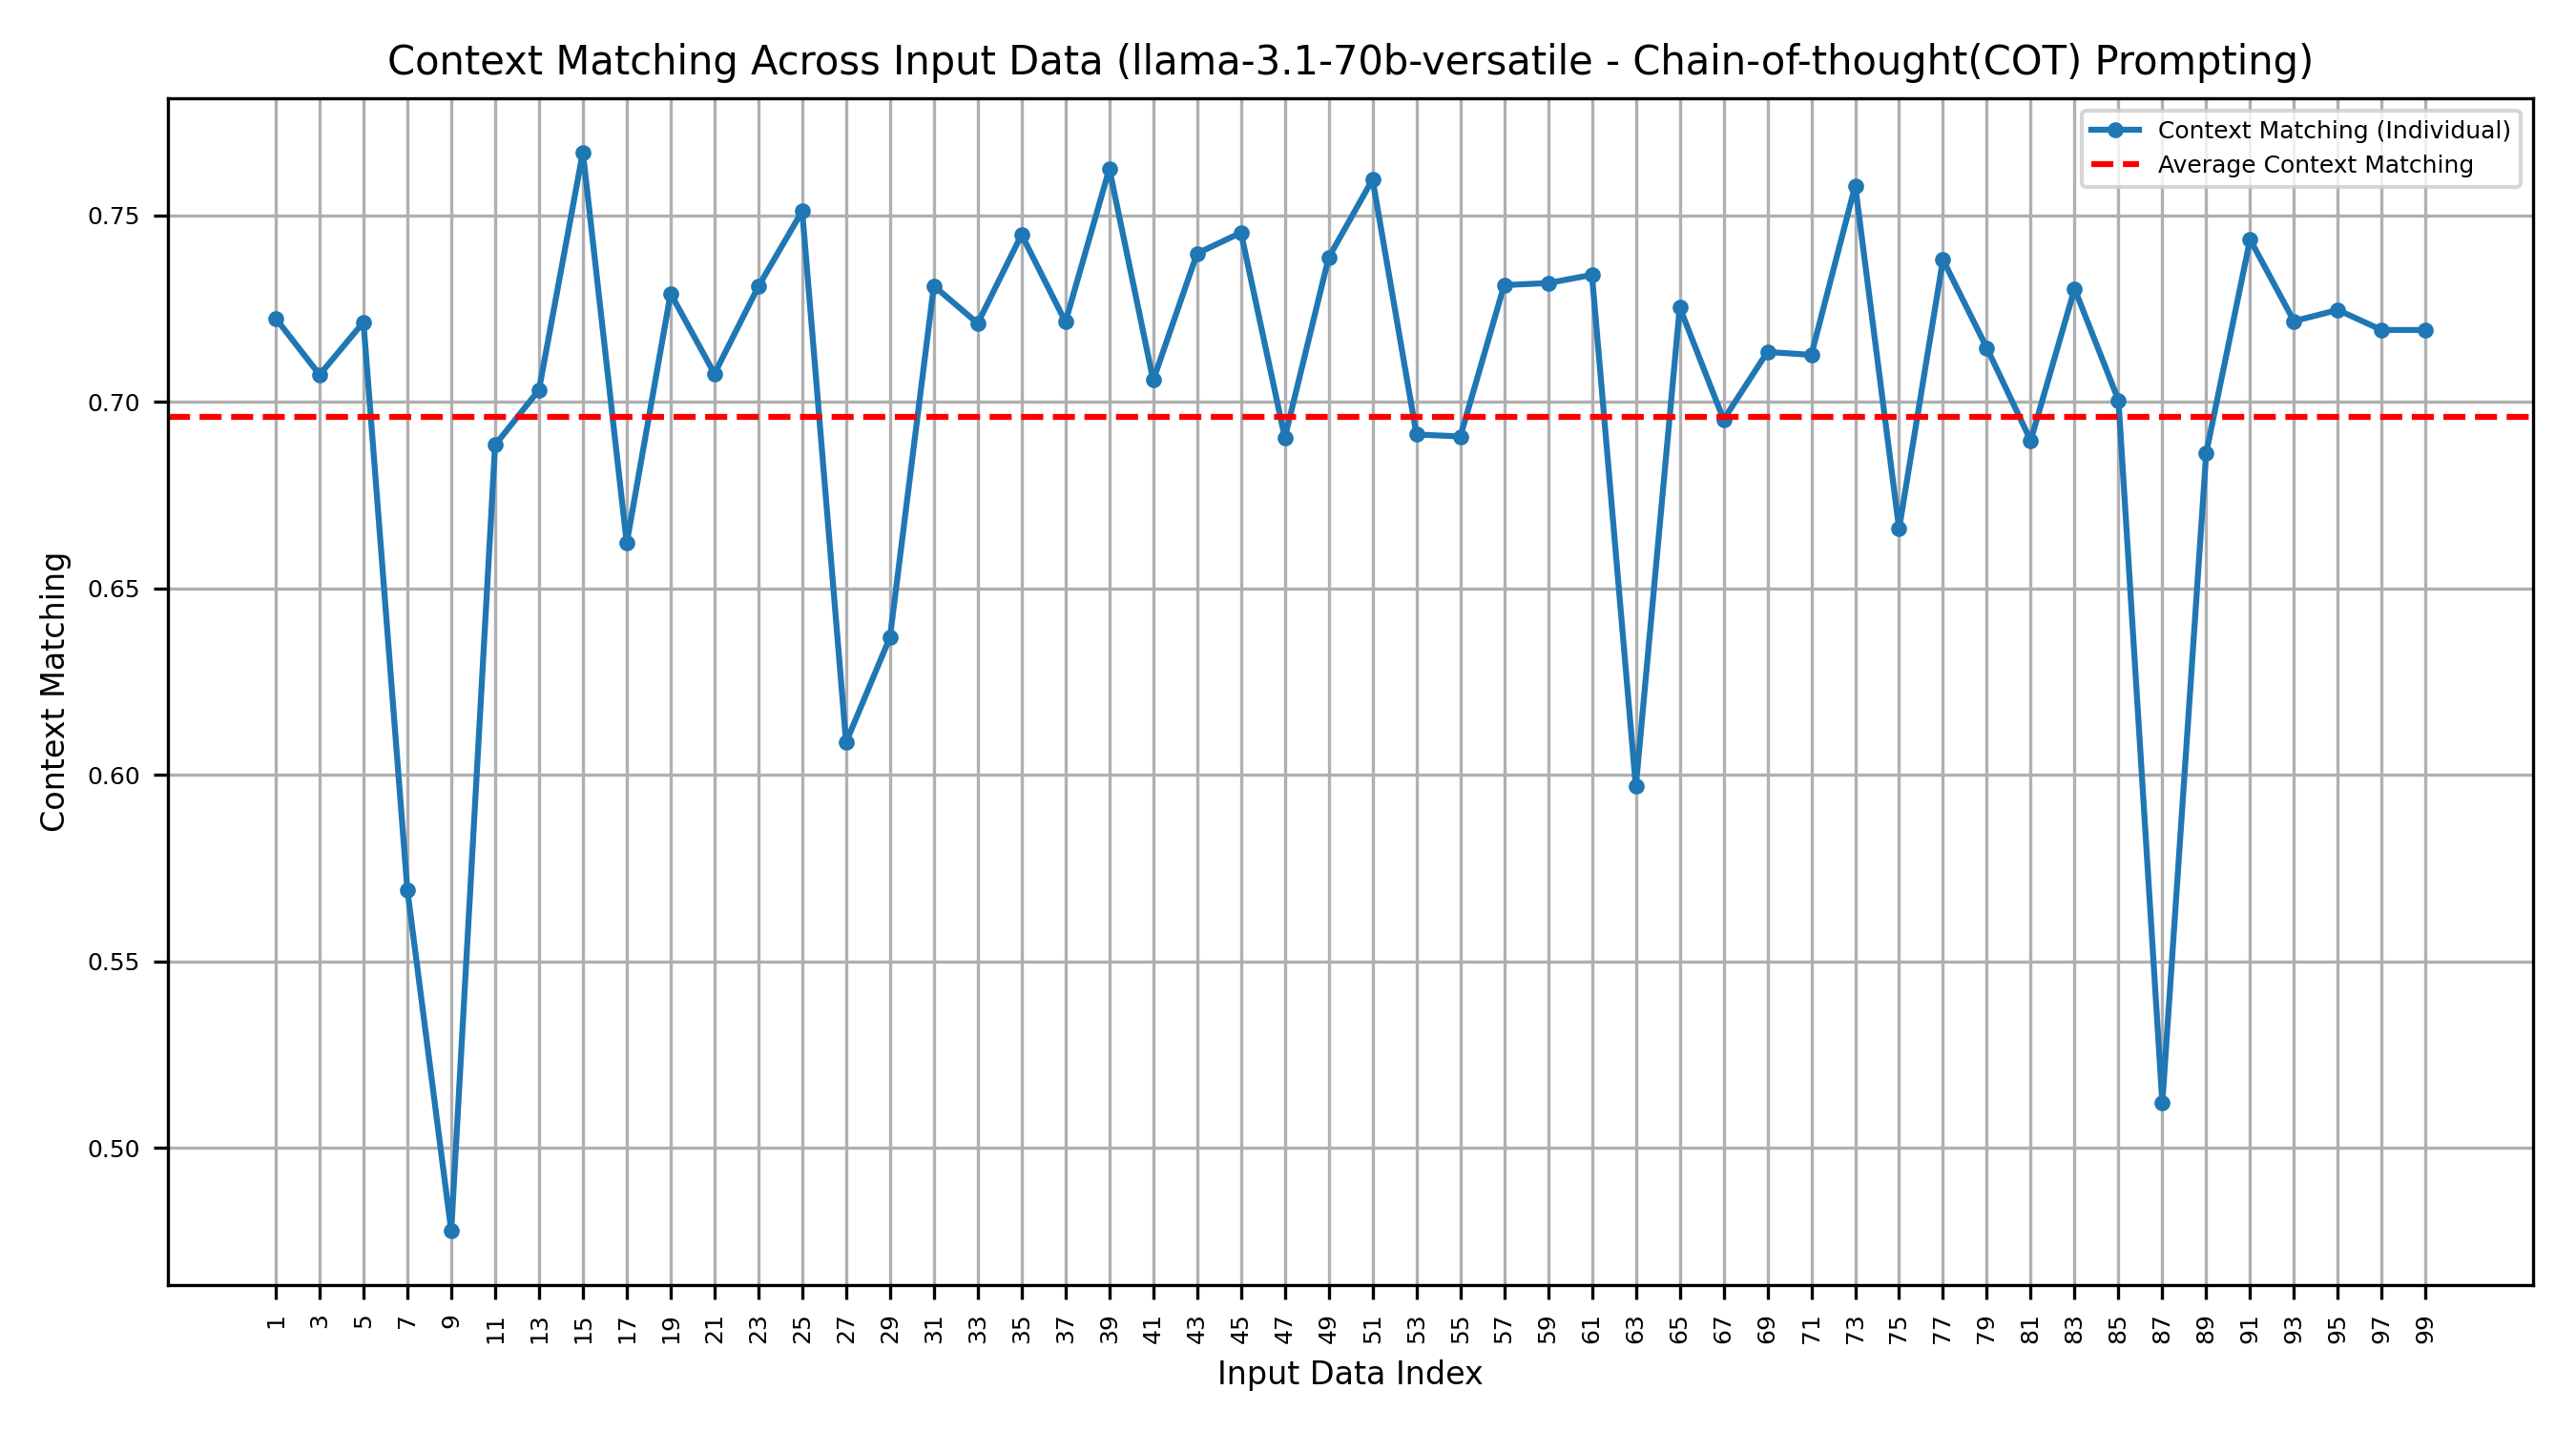 Context Matching Across Input Data (llama-3.1-70b-versatile - Chain-of-thought(COT) Prompting)
Context Matching (Individual)
Average Context Matching
Context Matching
0.75
0.70
0.65
0.60
0.55
0.50
1 3 5 7 9 11 13 15 17 19 21 23 25 27 29 31 33 35 37 39 41 43 45 47 49 51 53 55 57 59 61 63 65 67 69 71 73 75 77 79 81 83 85 87 89 91 93 95 97 99
Input Data Index